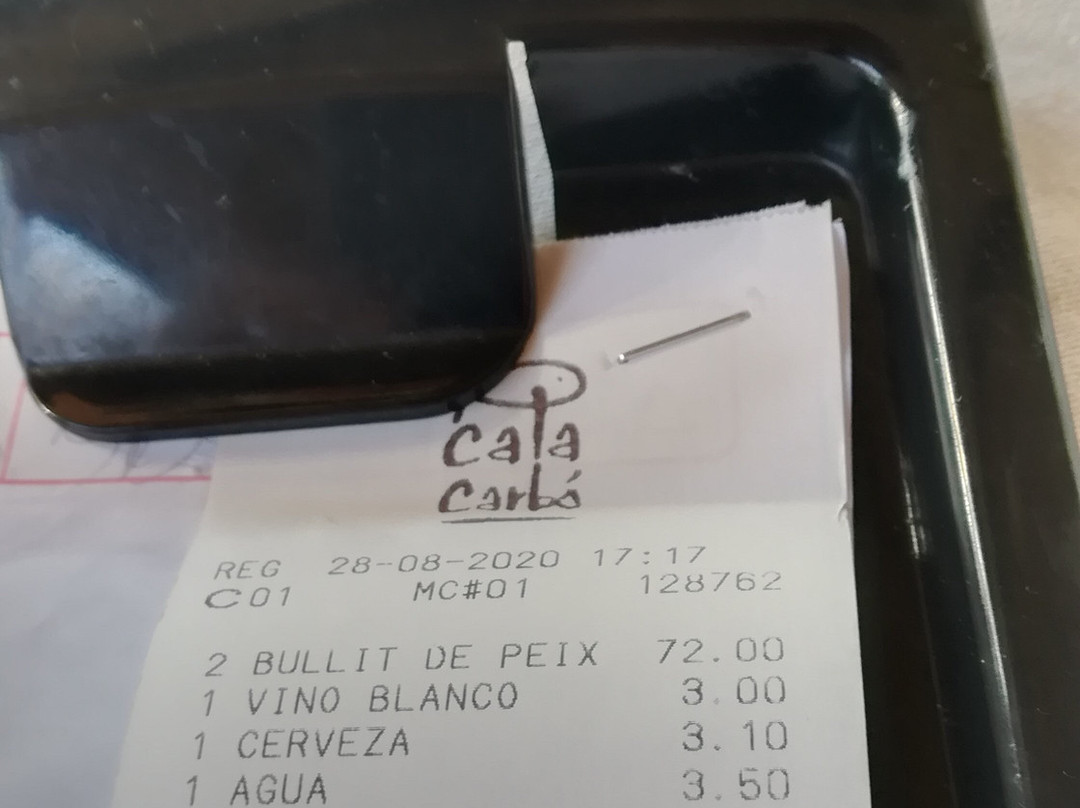 cala
carbó
REG 28-08-2020 17:17
C01 MC#01 128762
2 BULLIT DE PEIX 72.00
1 VINO BLANCO 3.00
1 CERVEZA 3.10
1 AGUA 3.50